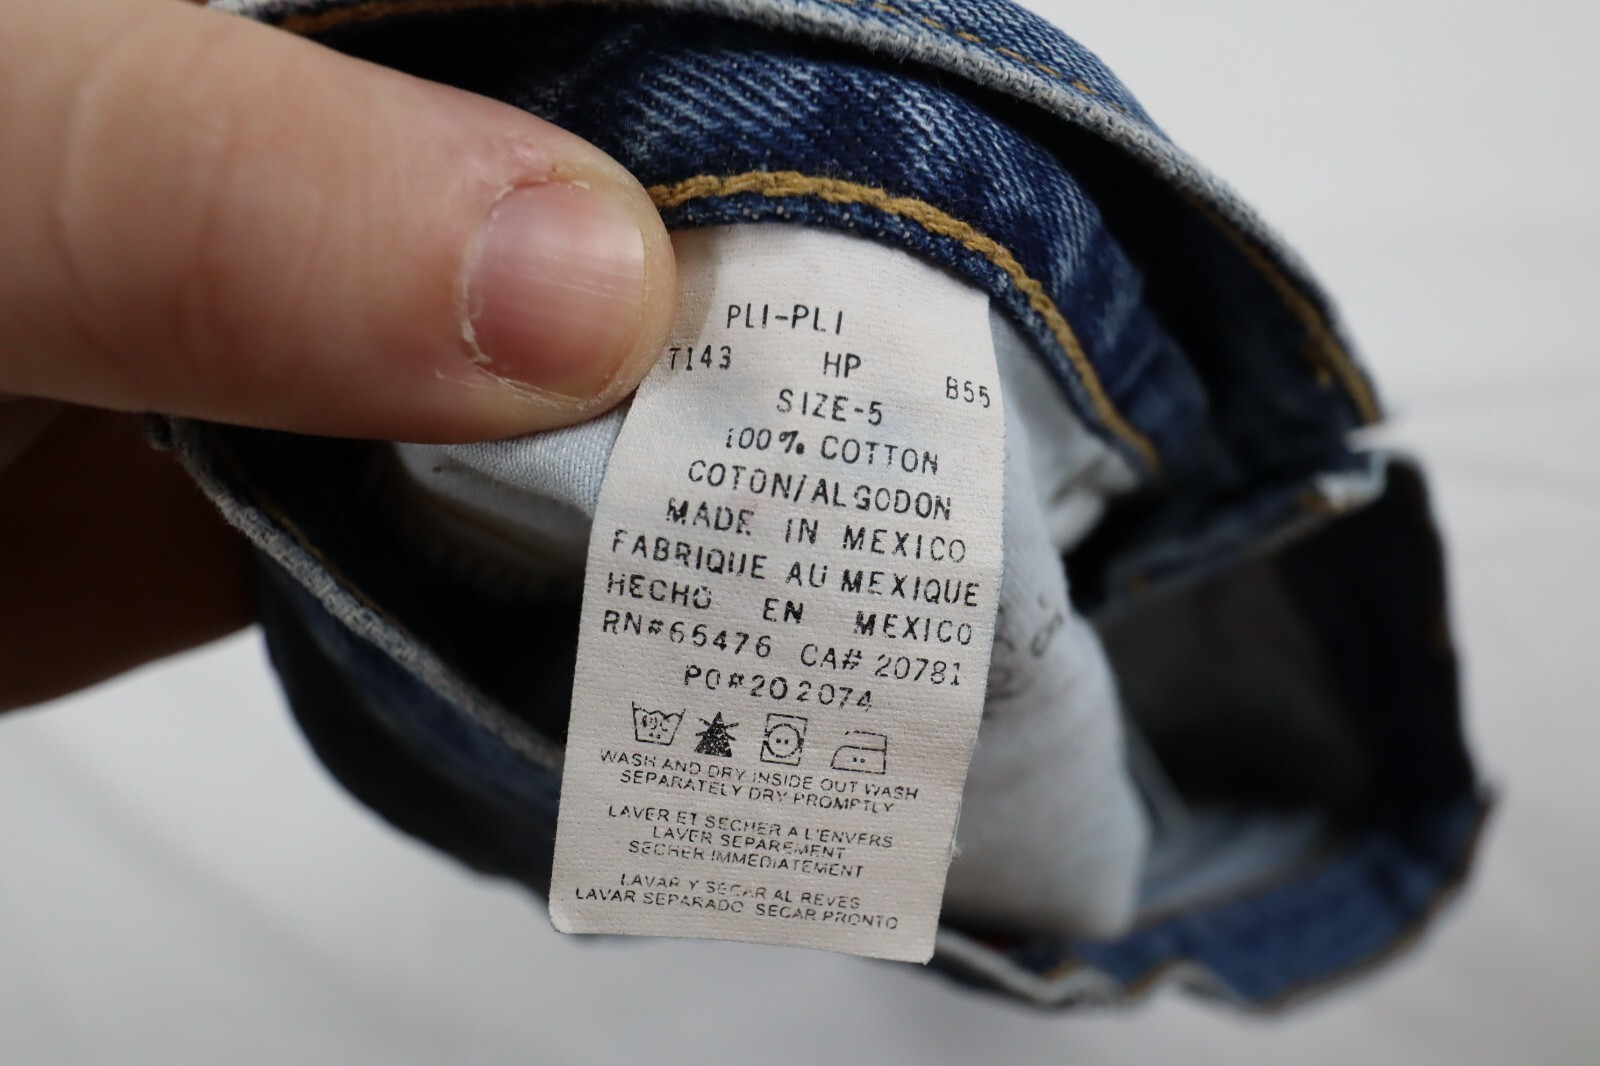 PLI-PLI
7143 HP B55
SIZE-5
100% COTTON
COTON/ALGODON
MADE IN MEXICO
FABRIQUE AU MEXIQUE
HECHO EN MEXICO
RN#65476 CA# 20781
PO#202074
40C
WASH AND DRY INSIDE OUT WASH
SEPARATELY DRY PROMPTLY
LAVER ET SECHER A L'ENVERS
LAVER SEPAREMENT
SECHER IMMEDIATEMENT
LAVAR Y SECAR AL REVES
LAVAR SEPARADO SECAR PRONTO